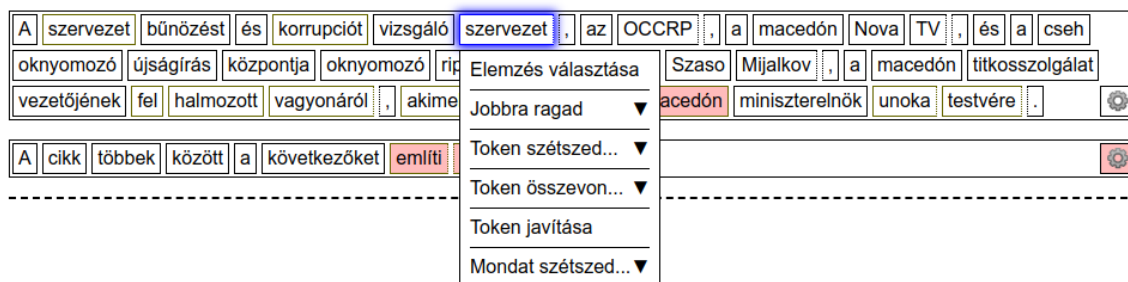 A szervezet bűnözést és korrupciót vizsgáló szervezet , az OCCRP , a macedón Nova TV , és a cseh
oknyomozó újságírás központja oknyomozó Szaso Mijalkov , a macedón titkosszolgálat
vezetőjének fel halmozott vagyonáról , miniszterelnök unoka testvére .
A cikk többek között a következőket említi
Elemzés választása
Jobbra ragad ▼
Token szétszed... ▼
Token összevon... ▼
Token javítása
Mondat szétszed... ▼